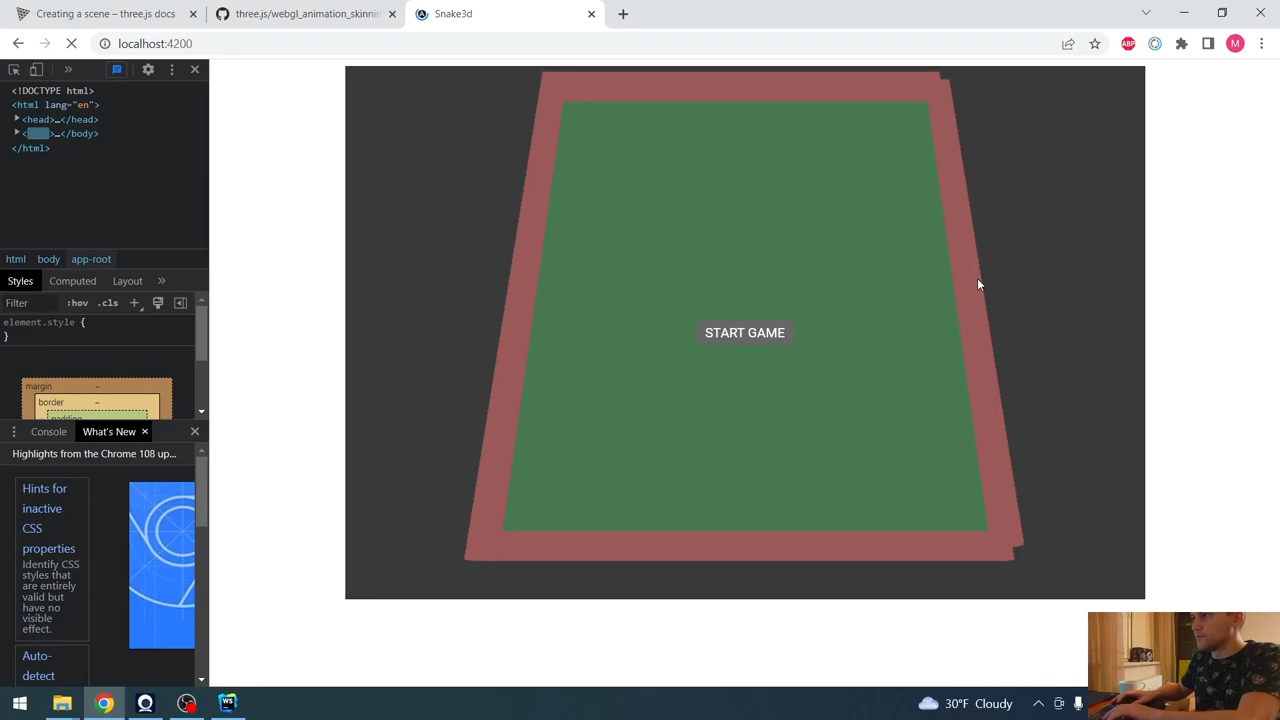 Creating a scene – three.js docs
three.js/webgl_animation_skinnin
Snake3d
localhost:4200
ABP
M
<!DOCTYPE html>
<html lang="en">
<head>…</head>
…</body>
</html>
html body app-root
Styles Computed Layout
Filter :hov .cls
element.style {
}
margin –
border –
padding
START GAME
Console What's New
Highlights from the Chrome 108 up...
Hints for
inactive
CSS
properties
Identify CSS
styles that
are entirely
valid but
have no
visible
effect.
Auto-
detect
WS
30°F Cloudy